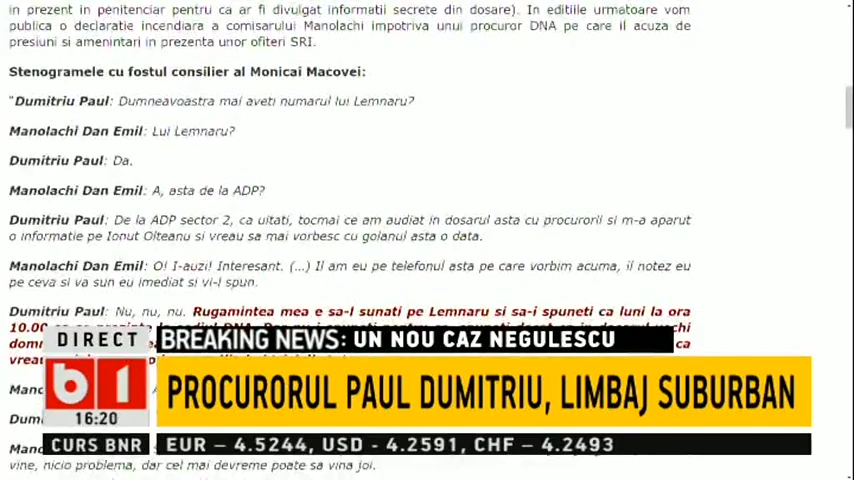 in prezent in penitenciar pentru ca ar fi divulgat informatii secrete din dosare). In editiile urmatoare vom
publica o declaratie incendiara a comisarului Manolachi impotriva unui procuror DNA pe care il acuza de
presiuni si amenintari in prezenta unor ofiteri SRI.
Stenogramele cu fostul consilier al Monicai Macovei:
"Dumitriu Paul: Dumneavoastra mai aveti numarul lui Lemnaru?
Manolachi Dan Emil: Lui Lemnaru?
Dumitriu Paul: Da.
Manolachi Dan Emil: A, asta de la ADP?
Dumitriu Paul: De la ADP sector 2, ca uitati, tocmai ce am audiat in dosarul asta cu procurorii si m-a aparut
o informatie pe Ionut Olteanu si vreau sa mai vorbesc cu golanul asta o data.
Manolachi Dan Emil: O! I-auzi! Interesant. (...) Il am eu pe telefonul asta pe care vorbim acuma, il notez eu
pe ceva si va sun eu imediat si vi-l spun.
Dumitriu Paul: Nu, nu, nu. Rugamintea mea e sa-l sunati pe Lemnaru si sa-i spuneti ca luni la ora
10.00
DIRECT
BREAKING NEWS: UN NOU CAZ NEGULESCU
ca
b1
PROCURORUL PAUL DUMITRIU, LIMBAJ SUBURBAN
16:20
CURS BNR
EUR – 4.5244, USD - 4.2591, CHF – 4.2493
vine, nicio problema, dar cel mai devreme poate sa vina joi.